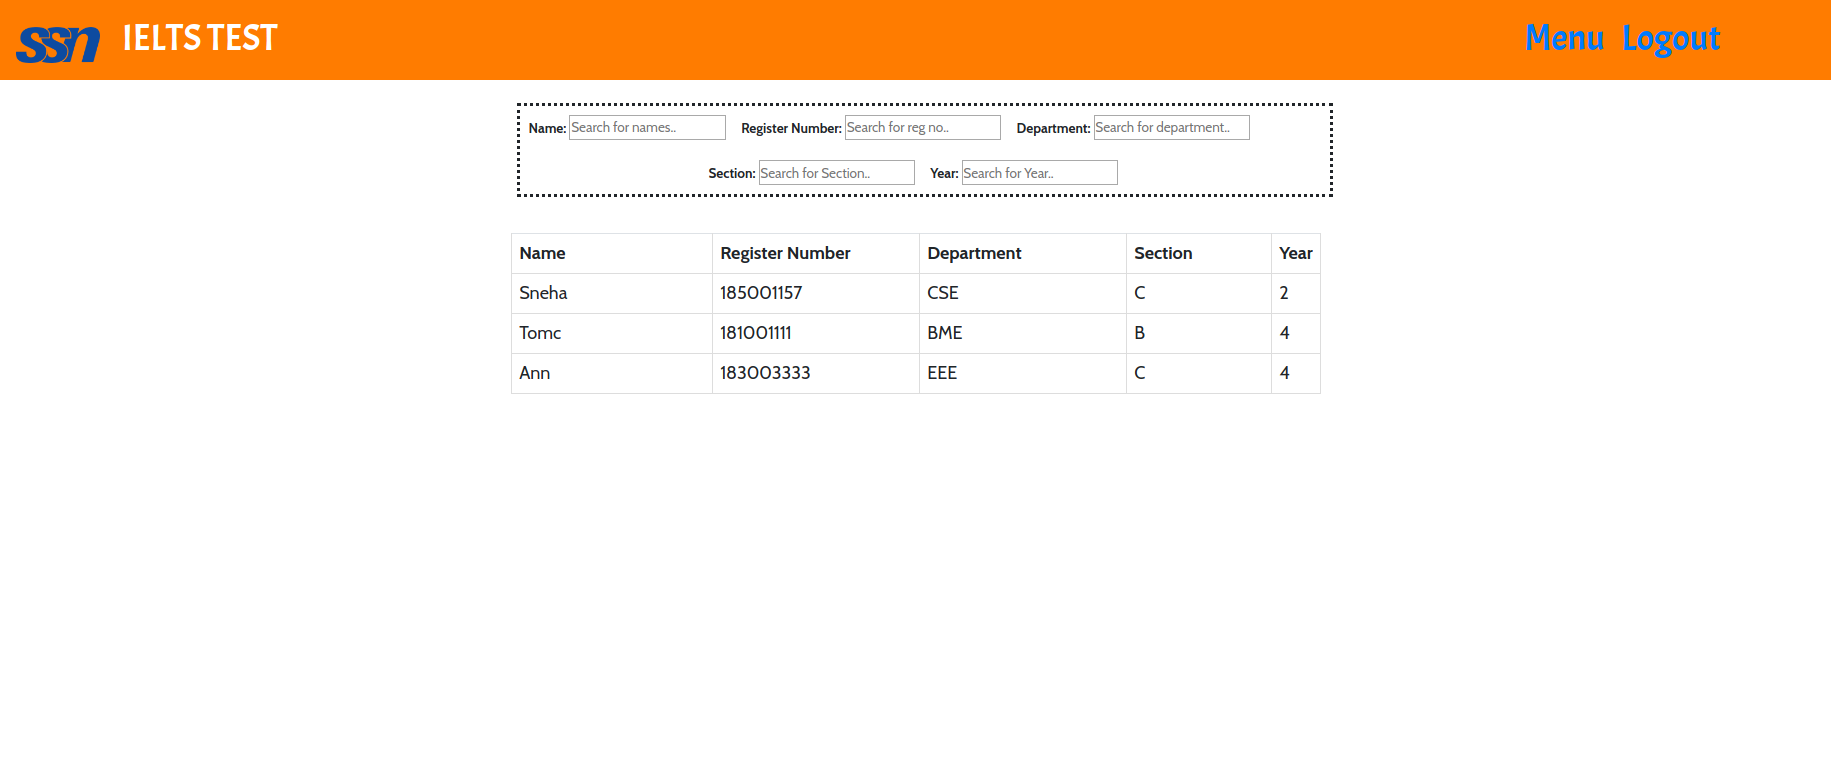 ssn IELTS TEST Menu Logout
Name: Search for names.. Register Number: Search for reg no.. Department: Search for department..
Section: Search for Section.. Year: Search for Year..
Name Register Number Department Section Year
Sneha 185001157 CSE C 2
Tomc 181001111 BME B 4
Ann 183003333 EEE C 4